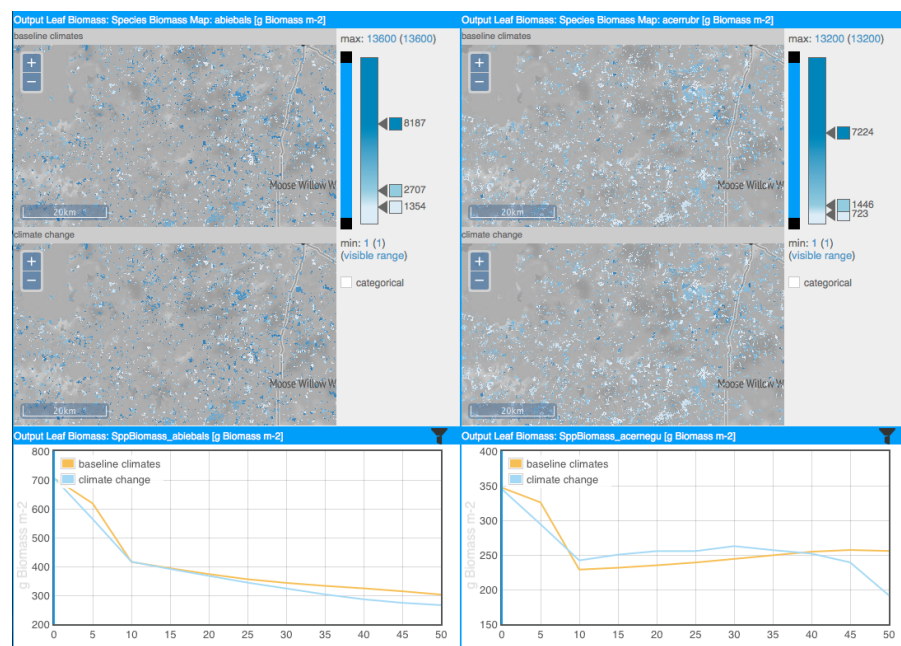 Output Leaf Biomass: Species Biomass Map: abiebals [g Biomass m-2]
baseline climates
+
−
Moose Willow W
20km
max: 13600 (13600)
8187
2707
1354
min: 1 (1)
(visible range)
categorical
climate change
+
−
Moose Willow W
20km
Output Leaf Biomass: Species Biomass Map: acerrubr [g Biomass m-2]
baseline climates
+
−
Moose Willow W
20km
max: 13200 (13200)
7224
1446
723
min: 1 (1)
(visible range)
categorical
climate change
+
−
Moose Willow W
20km
Output Leaf Biomass: SppBiomass_abiebals [g Biomass m-2]
baseline climates
climate change
g Biomass m-2
800
700
600
500
400
300
200
0 5 10 15 20 25 30 35 40 45 50
Output Leaf Biomass: SppBiomass_acernegu [g Biomass m-2]
baseline climates
climate change
g Biomass m-2
400
350
300
250
200
150
0 5 10 15 20 25 30 35 40 45 50